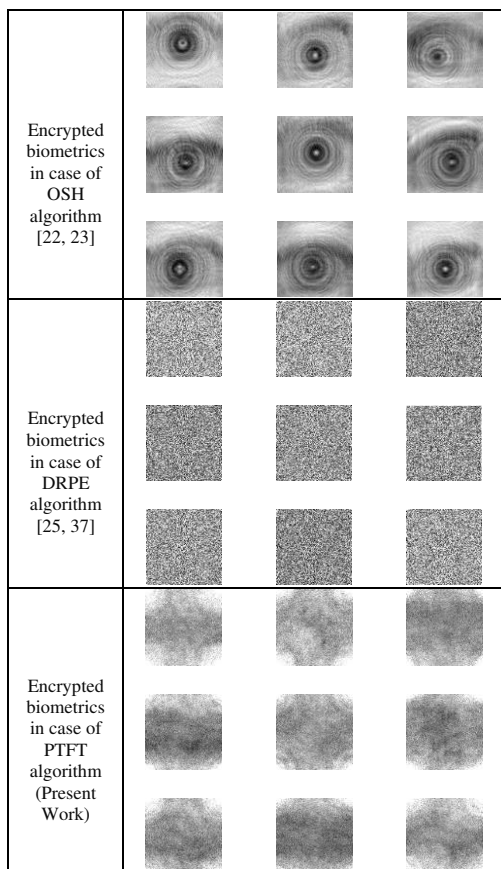 Encrypted
biometrics
in case of
OSH
algorithm
[22, 23]
Encrypted
biometrics
in case of
DRPE
algorithm
[25, 37]
Encrypted
biometrics
in case of
PTFT
algorithm
(Present
Work)